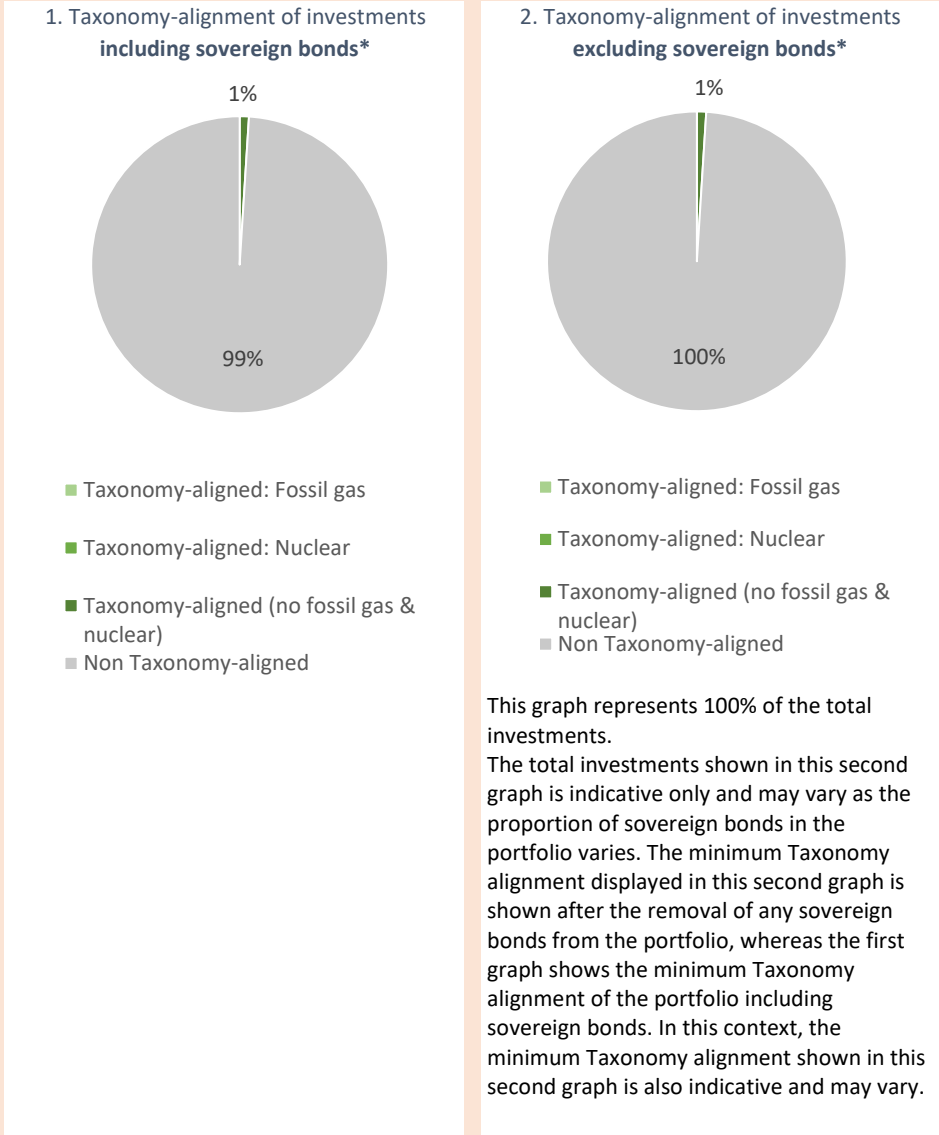 1. Taxonomy-alignment of investments
including sovereign bonds*
1%
99%
Taxonomy-aligned: Fossil gas
Taxonomy-aligned: Nuclear
Taxonomy-aligned (no fossil gas &
nuclear)
Non Taxonomy-aligned
2. Taxonomy-alignment of investments
excluding sovereign bonds*
1%
100%
Taxonomy-aligned: Fossil gas
Taxonomy-aligned: Nuclear
Taxonomy-aligned (no fossil gas &
nuclear)
Non Taxonomy-aligned
This graph represents 100% of the total
investments.
The total investments shown in this second
graph is indicative only and may vary as the
proportion of sovereign bonds in the
portfolio varies. The minimum Taxonomy
alignment displayed in this second graph is
shown after the removal of any sovereign
bonds from the portfolio, whereas the first
graph shows the minimum Taxonomy
alignment of the portfolio including
sovereign bonds. In this context, the
minimum Taxonomy alignment shown in this
second graph is also indicative and may vary.